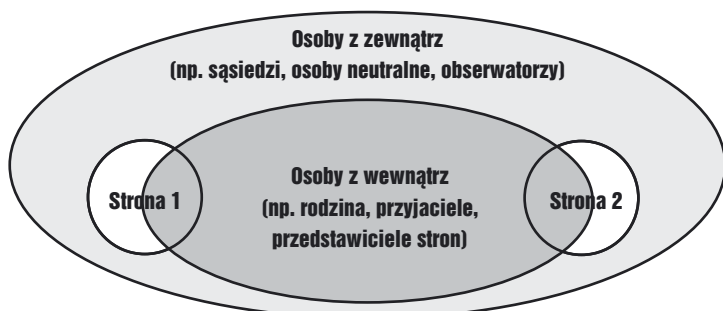 Osoby z zewnątrz
(np. sąsiedzi, osoby neutralne, obserwatorzy)
Osoby z wewnątrz
Strona 1
(np. rodzina, przyjaciele,
Strona 2
przedstawiciele stron)